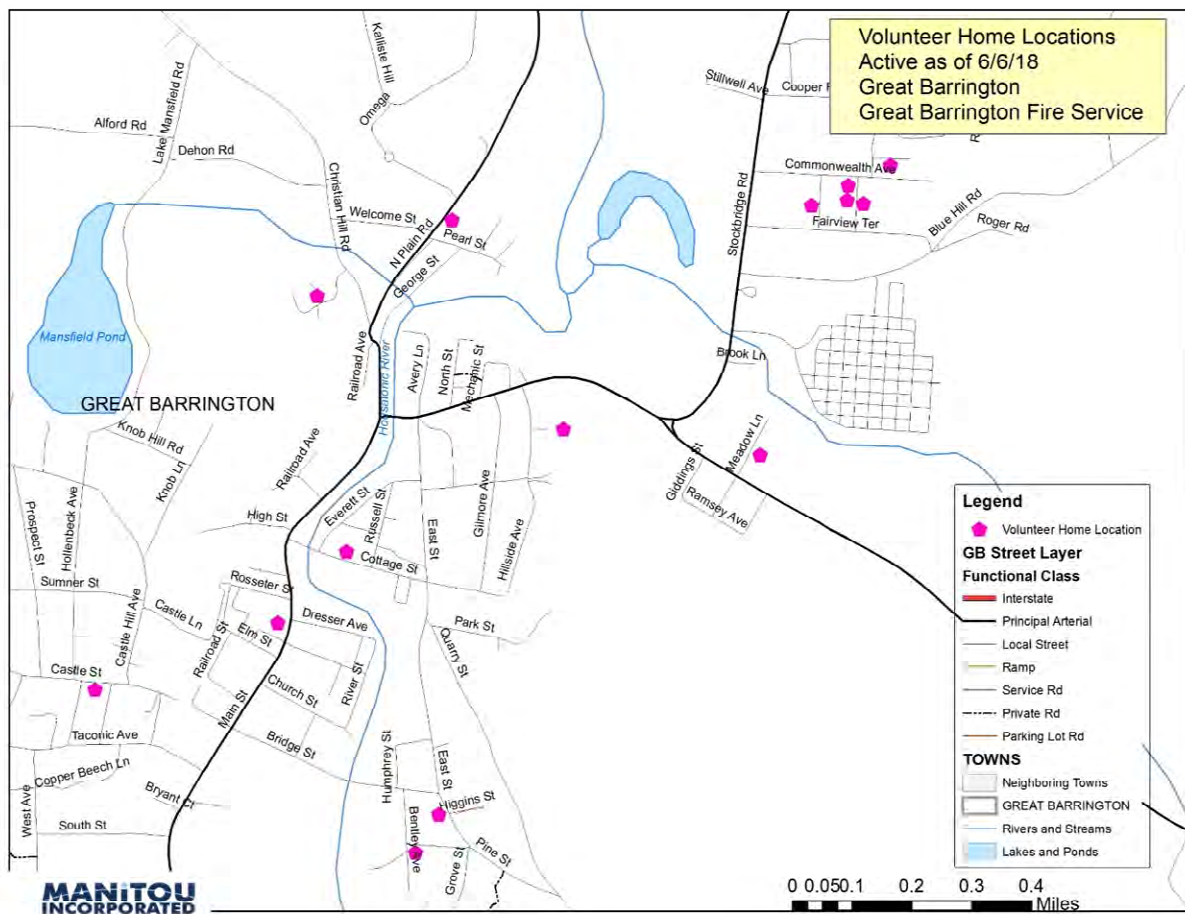 Volunteer Home Locations
Active as of 6/6/18
Great Barrington
Great Barrington Fire Service
Kalliste Hill
Omega
Lake Mansfield Rd
Alford Rd
Dehon Rd
Christian Hill Rd
Welcome St
N Plain Rd
Pearl St
George St
Stillwell Ave
Cooper
Commonwealth Ave
Stockbridge Rd
Fairview Ter
Blue Hill Rd
Roger Rd
Mansfield Pond
Railroad Ave
Housatonic River
Avery Ln
North St
Mechanic St
Brook Ln
GREAT BARRINGTON
Knob Hill Rd
Knob Ln
Railroad Ave
Meadow Ln
Giddings St
Ramsey Ave
Prospect St
Hollenbeck Ave
High St
Everett St
Russell St
East St
Gilmore Ave
Hillside Ave
Cottage St
Sumner St
Castle Hill Ave
Castle Ln
Rosseter St
Railroad St
Elm St
Dresser Ave
Park St
Quarry St
Castle St
Church St
River St
Main St
Taconic Ave
Bridge St
Copper Beech Ln
Bryant Ct
Humphrey St
East St
Higgins St
West Ave
South St
Bentley Ave
Grove St
Pine St
Legend
Volunteer Home Location
GB Street Layer
Functional Class
Interstate
Principal Arterial
Local Street
Ramp
Service Rd
Private Rd
Parking Lot Rd
TOWNS
Neighboring Towns
GREAT BARRINGTON
Rivers and Streams
Lakes and Ponds
MANiTOU
INCORPORATED
0 0.050.1 0.2 0.3 0.4
Miles